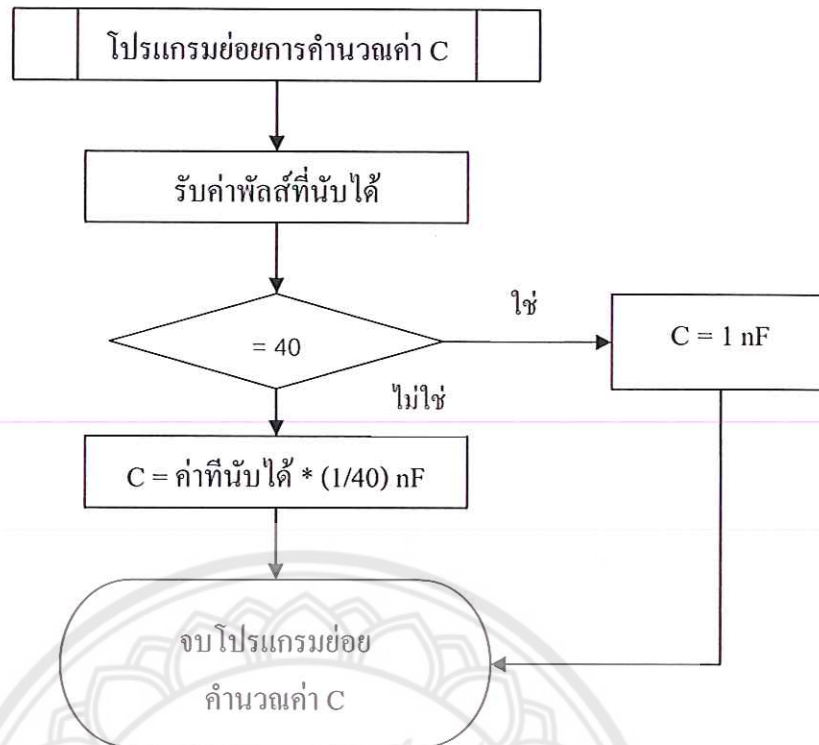 โปรแกรมย่อยการคำนวณค่า C
รับค่าพัลส์ที่นับได้
= 40
ใช่
C = 1 nF
ไม่ใช่
C = ค่าที่นับได้ * (1/40) nF
จบโปรแกรมย่อย
คำนวณค่า C